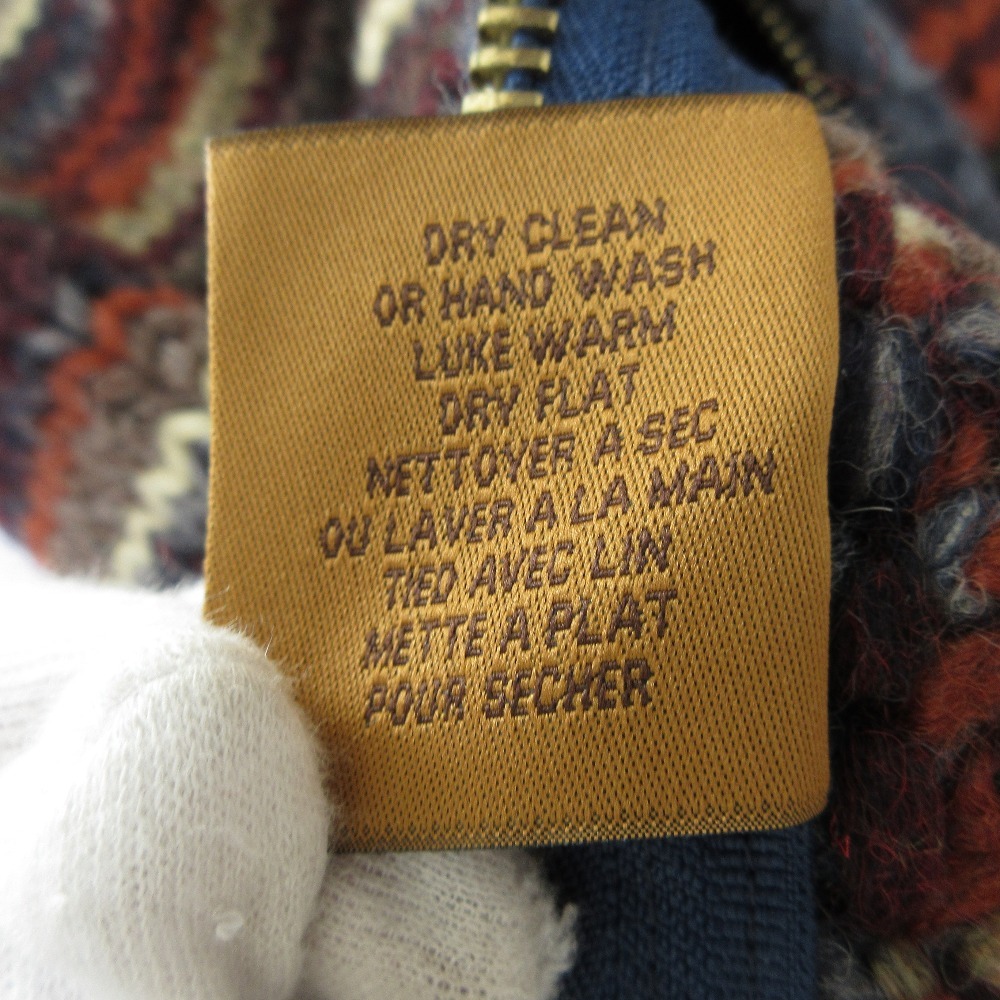 DRY CLEAN
OR HAND WASH
LUKE WARM
DRY FLAT
NETTOYER A SEC
OU LAVER A LA MAIN
TIED AVEC LIN
METTE A PLAT
POUR SECHER